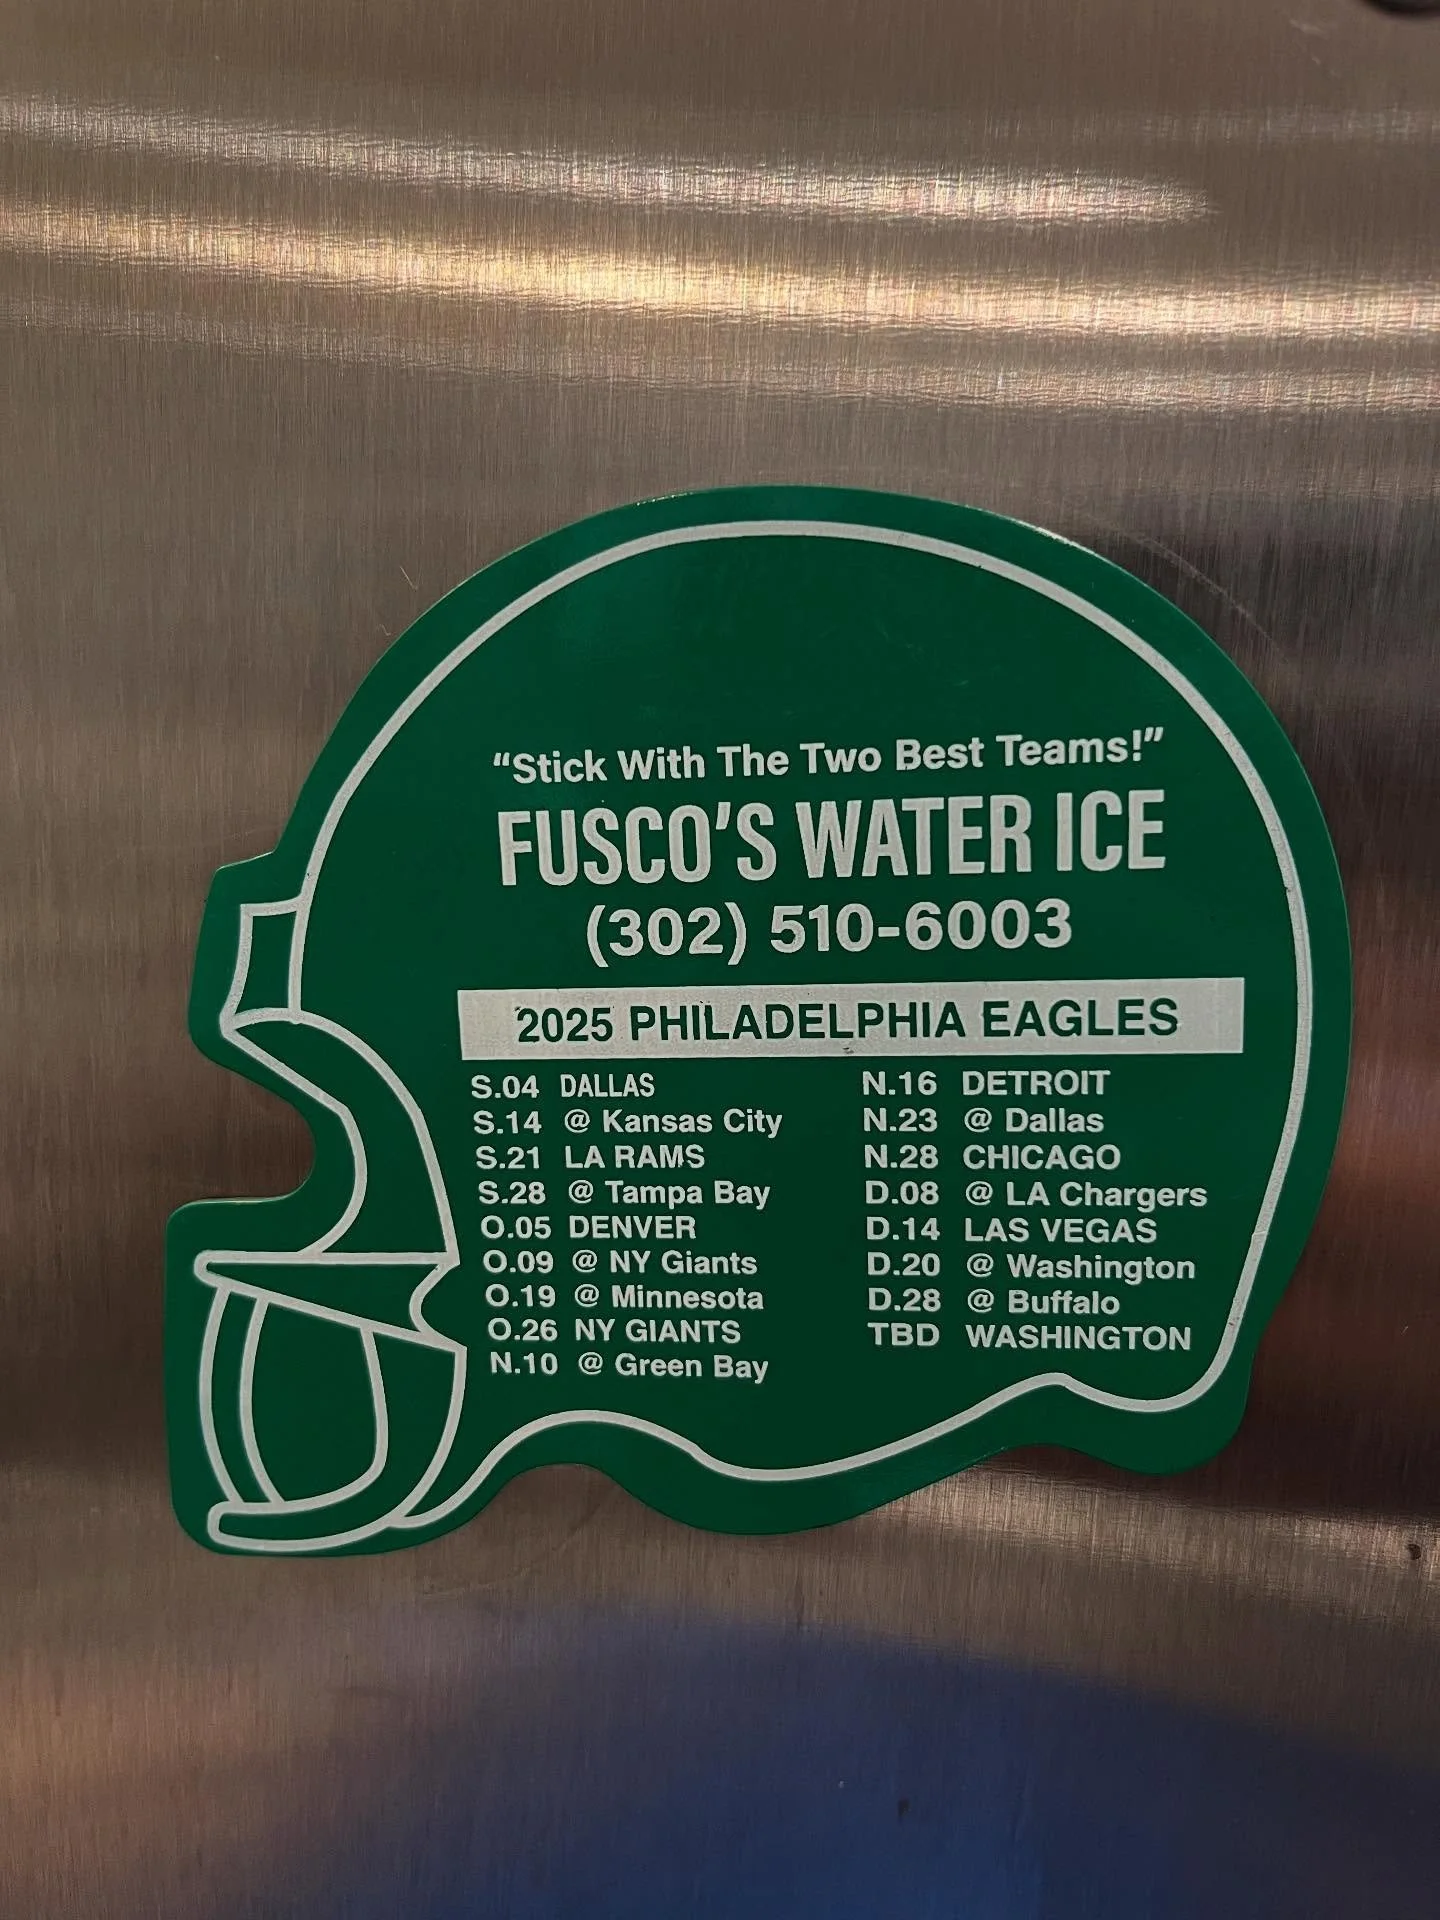 “Stick With The Two Best Teams!”
FUSCO'S WATER ICE
(302) 510-6003
2025 PHILADELPHIA EAGLES
S.04 DALLAS
S.14 @ Kansas City
S.21 LA RAMS
S.28 @ Tampa Bay
O.05 DENVER
O.09 @ NY Giants
O.19 @ Minnesota
O.26 NY GIANTS
N.10 @ Green Bay
N.16 DETROIT
N.23 @ Dallas
N.28 CHICAGO
D.08 @ LA Chargers
D.14 LAS VEGAS
D.20 @ Washington
D.28 @ Buffalo
TBD WASHINGTON